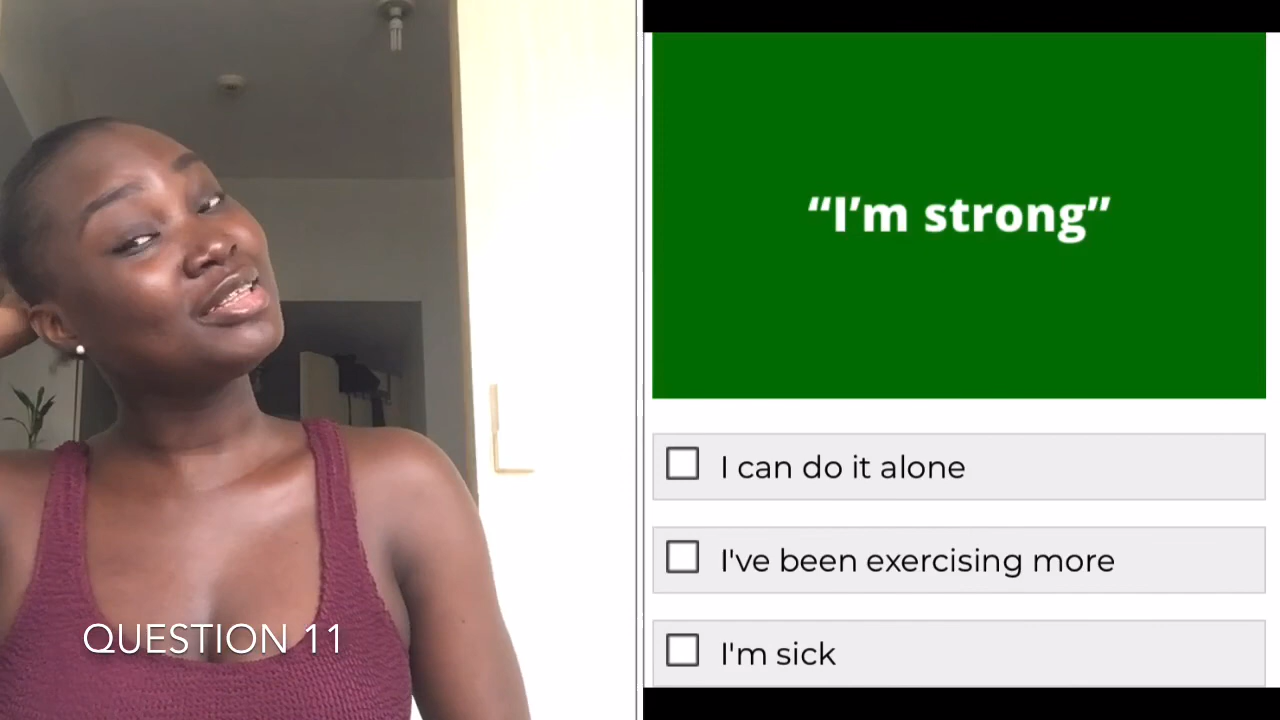 QUESTION 11
“I’m strong”
I can do it alone
I've been exercising more
I'm sick